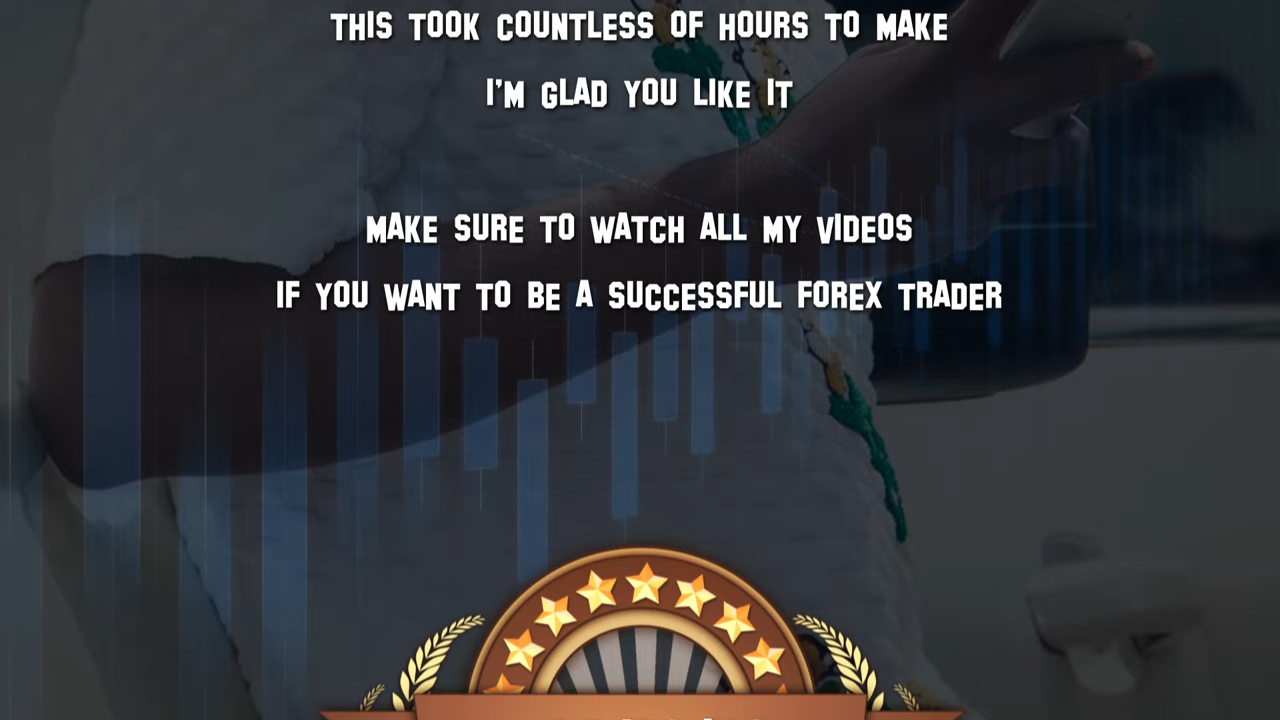 THIS TOOK COUNTLESS OF HOURS TO MAKE
I'M GLAD YOU LIKE IT
MAKE SURE TO WATCH ALL MY VIDEOS
IF YOU WANT TO BE A SUCCESSFUL FOREX TRADER